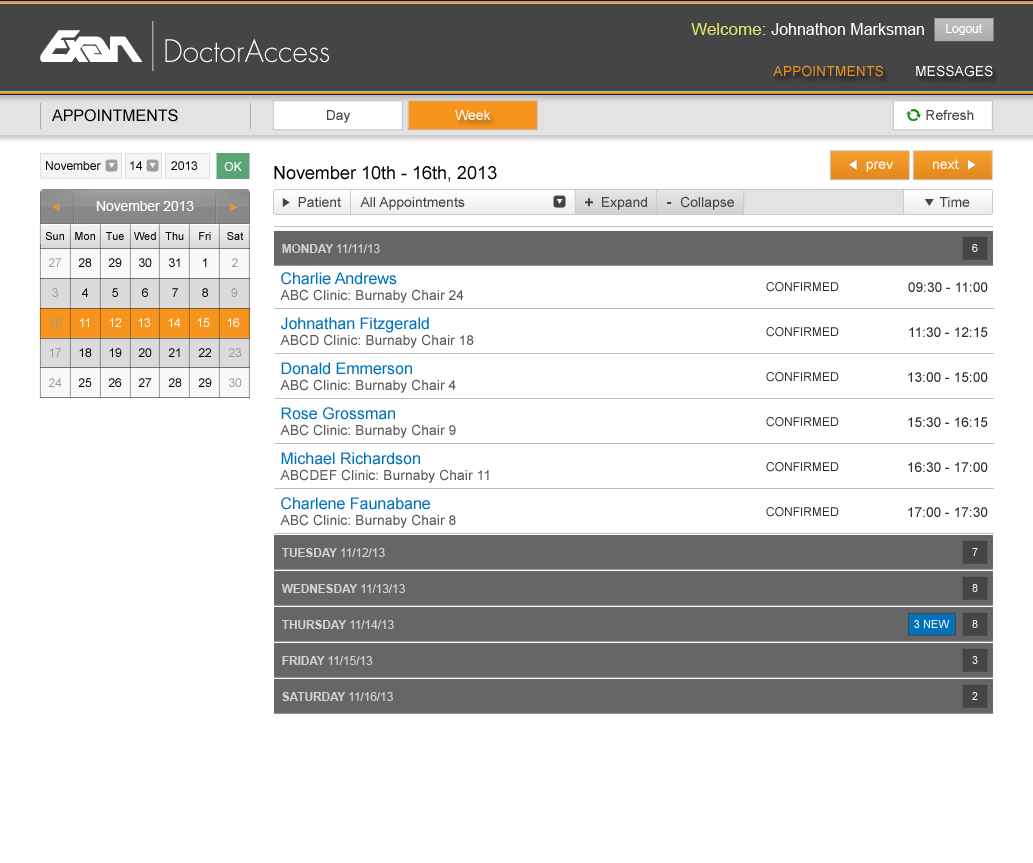 Exan DoctorAccess
Welcome: Johnathon Marksman Logout
APPOINTMENTS MESSAGES
APPOINTMENTS Day Week Refresh
November 14 2013 OK
November 2013
Sun Mon Tue Wed Thu Fri Sat
27 28 29 30 31 1 2
3 4 5 6 7 8 9
10 11 12 13 14 15 16
17 18 19 20 21 22 23
24 25 26 27 28 29 30
November 10th - 16th, 2013 prev next
Patient All Appointments + Expand - Collapse Time
MONDAY 11/11/13 6
Charlie Andrews
ABC Clinic: Burnaby Chair 24 CONFIRMED 09:30 - 11:00
Johnathan Fitzgerald
ABCD Clinic: Burnaby Chair 18 CONFIRMED 11:30 - 12:15
Donald Emmerson
ABC Clinic: Burnaby Chair 4 CONFIRMED 13:00 - 15:00
Rose Grossman
ABC Clinic: Burnaby Chair 9 CONFIRMED 15:30 - 16:15
Michael Richardson
ABCDEF Clinic: Burnaby Chair 11 CONFIRMED 16:30 - 17:00
Charlene Faunabane
ABC Clinic: Burnaby Chair 8 CONFIRMED 17:00 - 17:30
TUESDAY 11/12/13 7
WEDNESDAY 11/13/13 8
THURSDAY 11/14/13 3 NEW 8
FRIDAY 11/15/13 3
SATURDAY 11/16/13 2